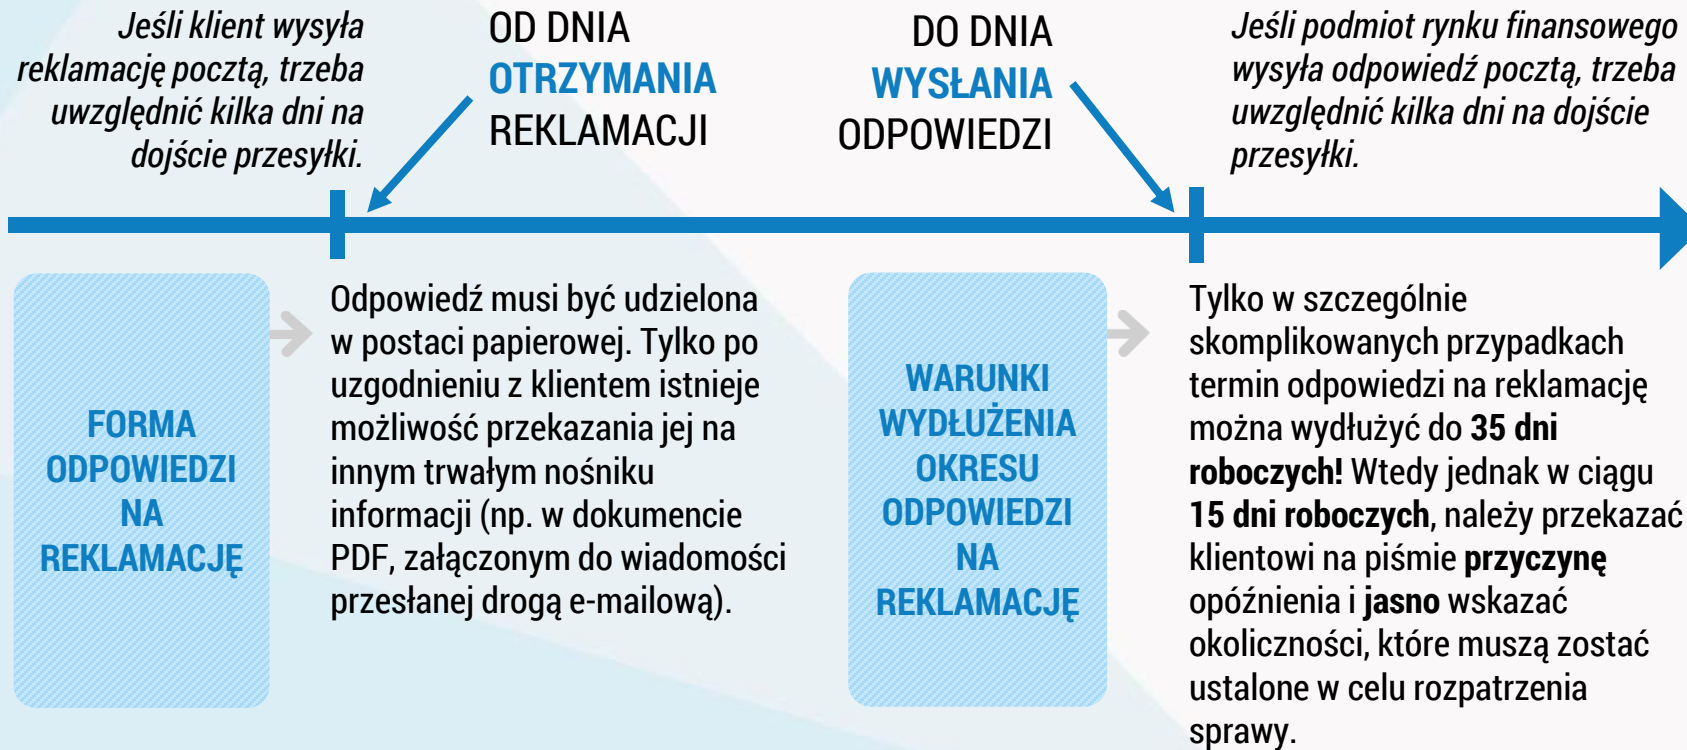 Jeśli klient wysyła
reklamację pocztą, trzeba
uwzględnić kilka dni na
dojście przesyłki.
OD DNIA
OTRZYMANIA
REKLAMACJI
DO DNIA
WYSŁANIA
ODPOWIEDZI
Jeśli podmiot rynku finansowego
wysyła odpowiedź pocztą, trzeba
uwzględnić kilka dni na dojście
przesyłki.
FORMA
ODPOWIEDZI
NA
REKLAMACJĘ
Odpowiedź musi być udzielona
w postaci papierowej. Tylko po
uzgodnieniu z klientem istnieje
możliwość przekazania jej na
innym trwałym nośniku
informacji (np. w dokumencie
PDF, załączonym do wiadomości
przesłanej drogą e-mailową).
WARUNKI
WYDŁUŻENIA
OKRESU
ODPOWIEDZI
NA
REKLAMACJĘ
Tylko w szczególnie
skomplikowanych przypadkach
termin odpowiedzi na reklamację
można wydłużyć do 35 dni
roboczych! Wtedy jednak w ciągu
15 dni roboczych, należy przekazać
klientowi na piśmie przyczynę
opóźnienia i jasno wskazać
okoliczności, które muszą zostać
ustalone w celu rozpatrzenia
sprawy.